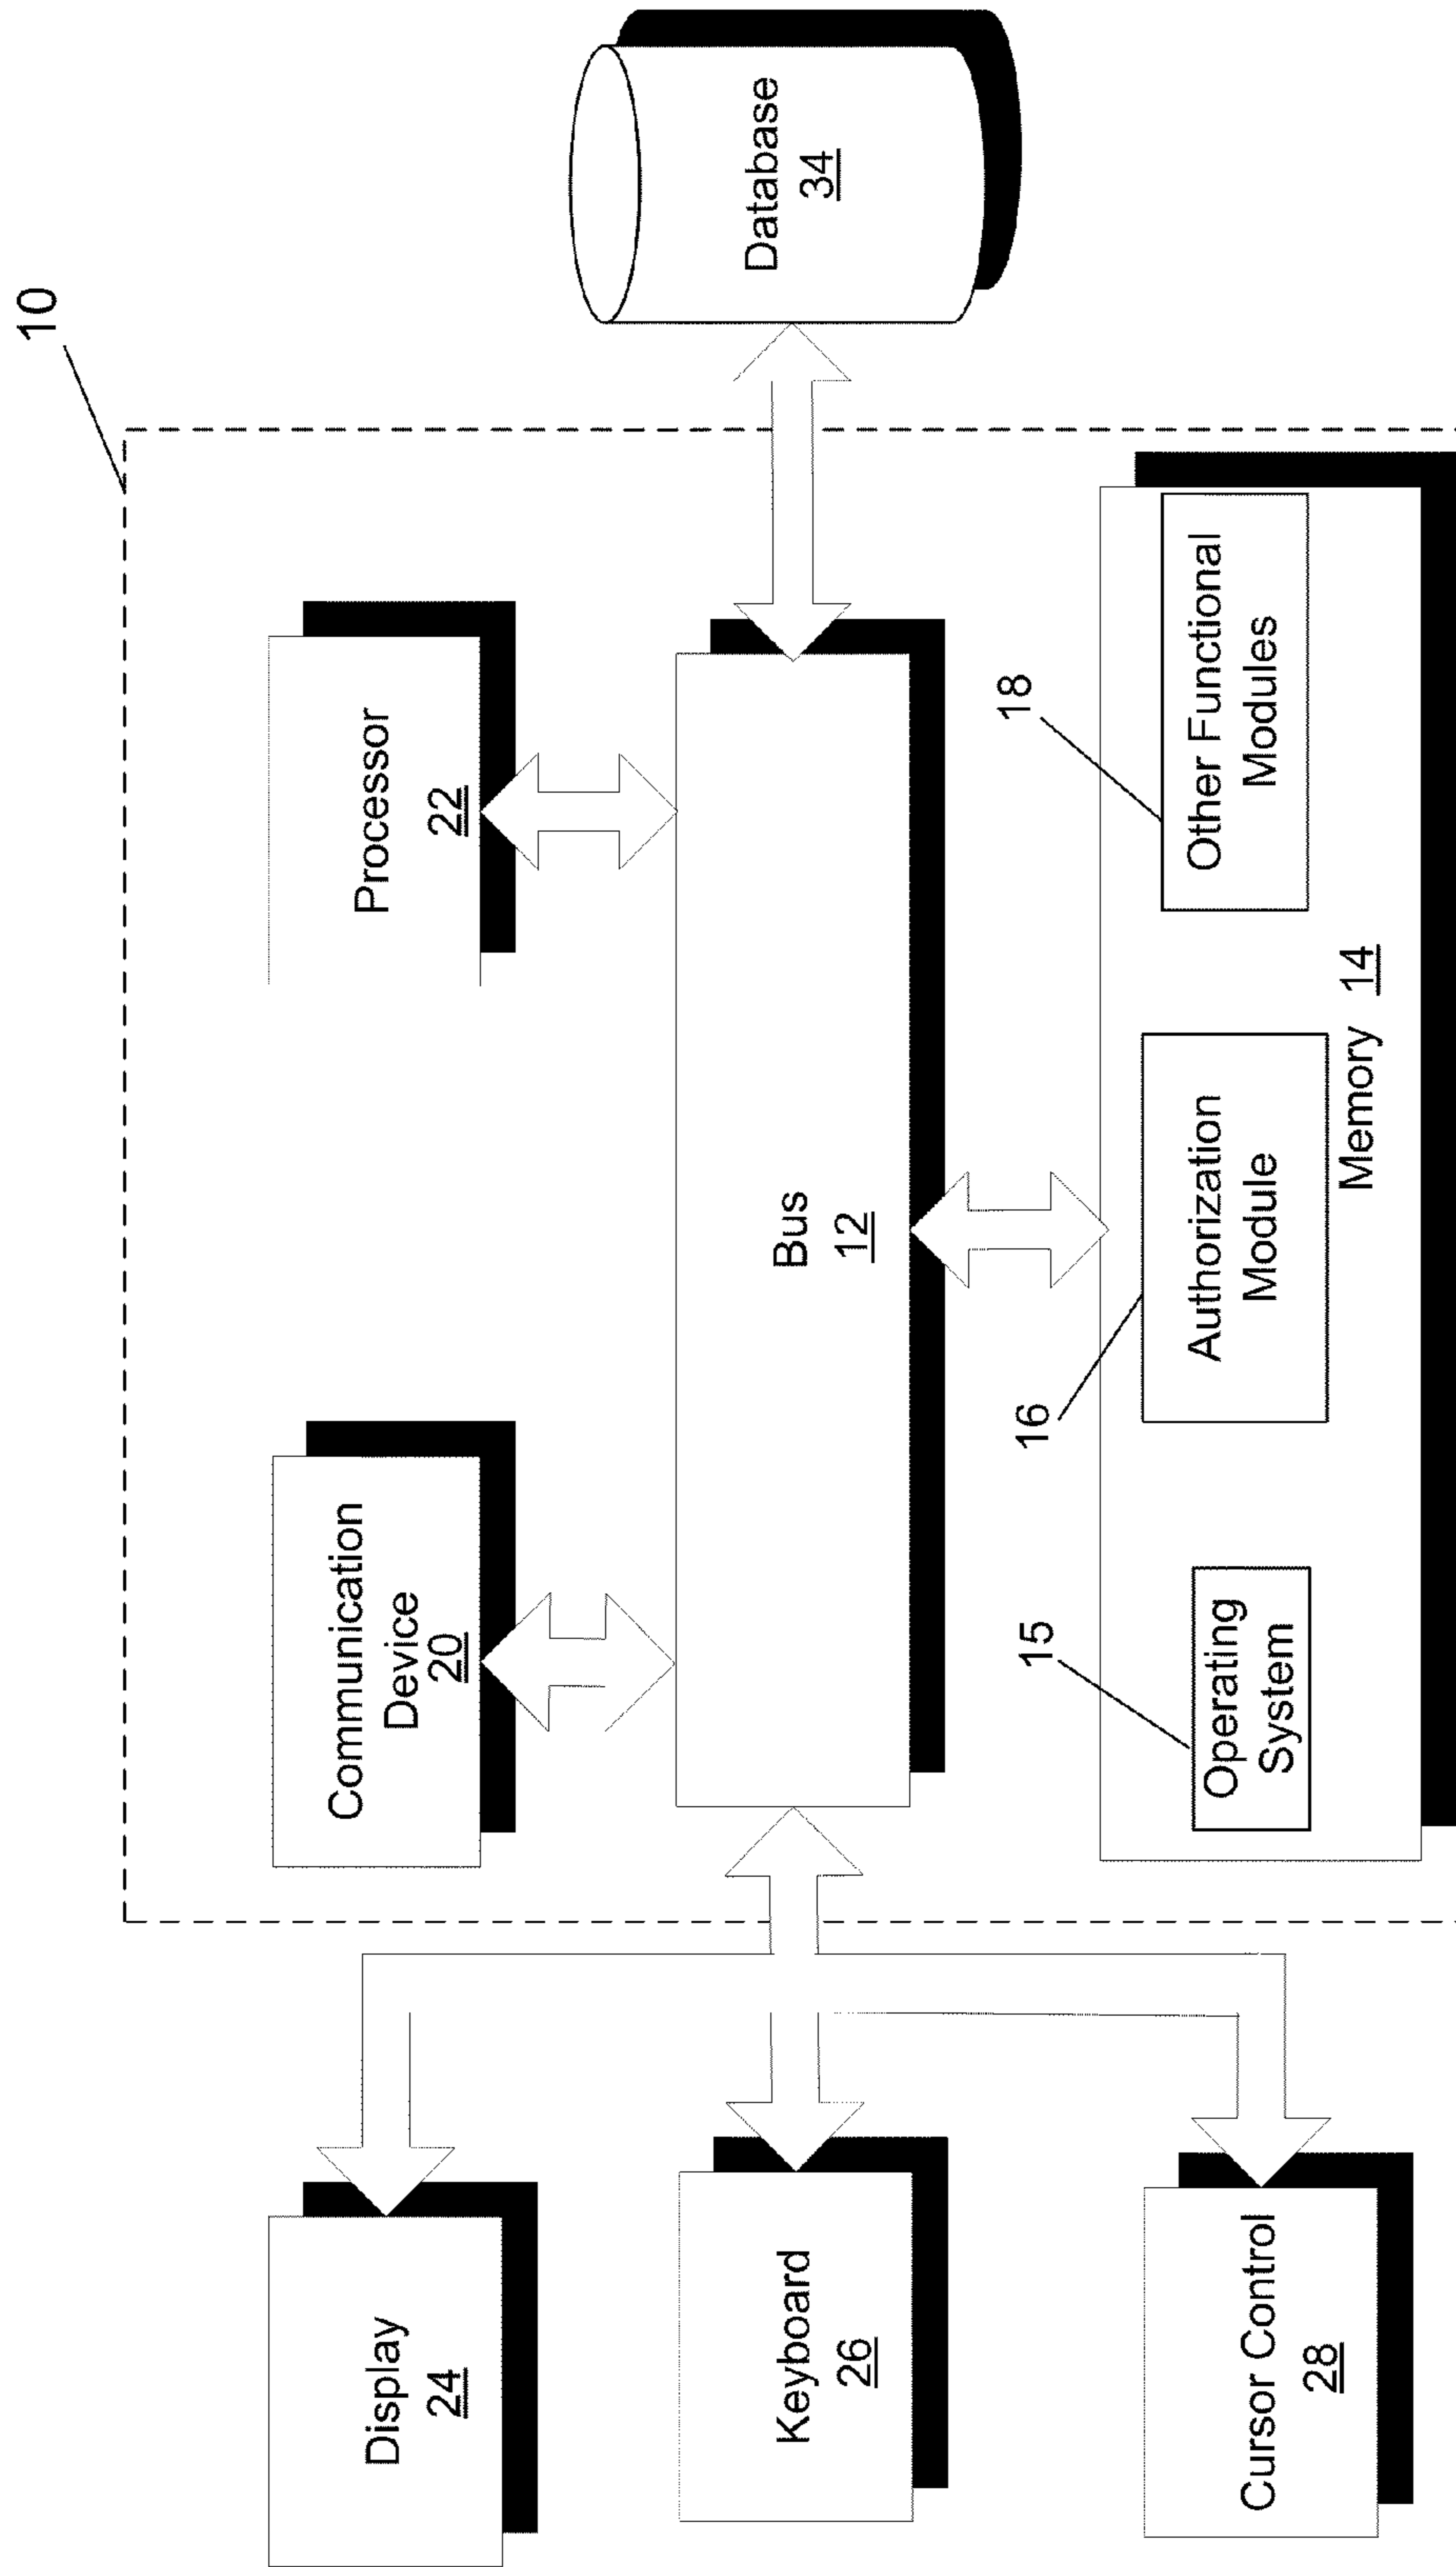 10
Communication
Device
20
Processor
22
Display
24
Keyboard
26
Bus
12
Database
34
15
16
18
Operating
System
Authorization
Module
Other Functional
Modules
Memory 14
Cursor Control
28